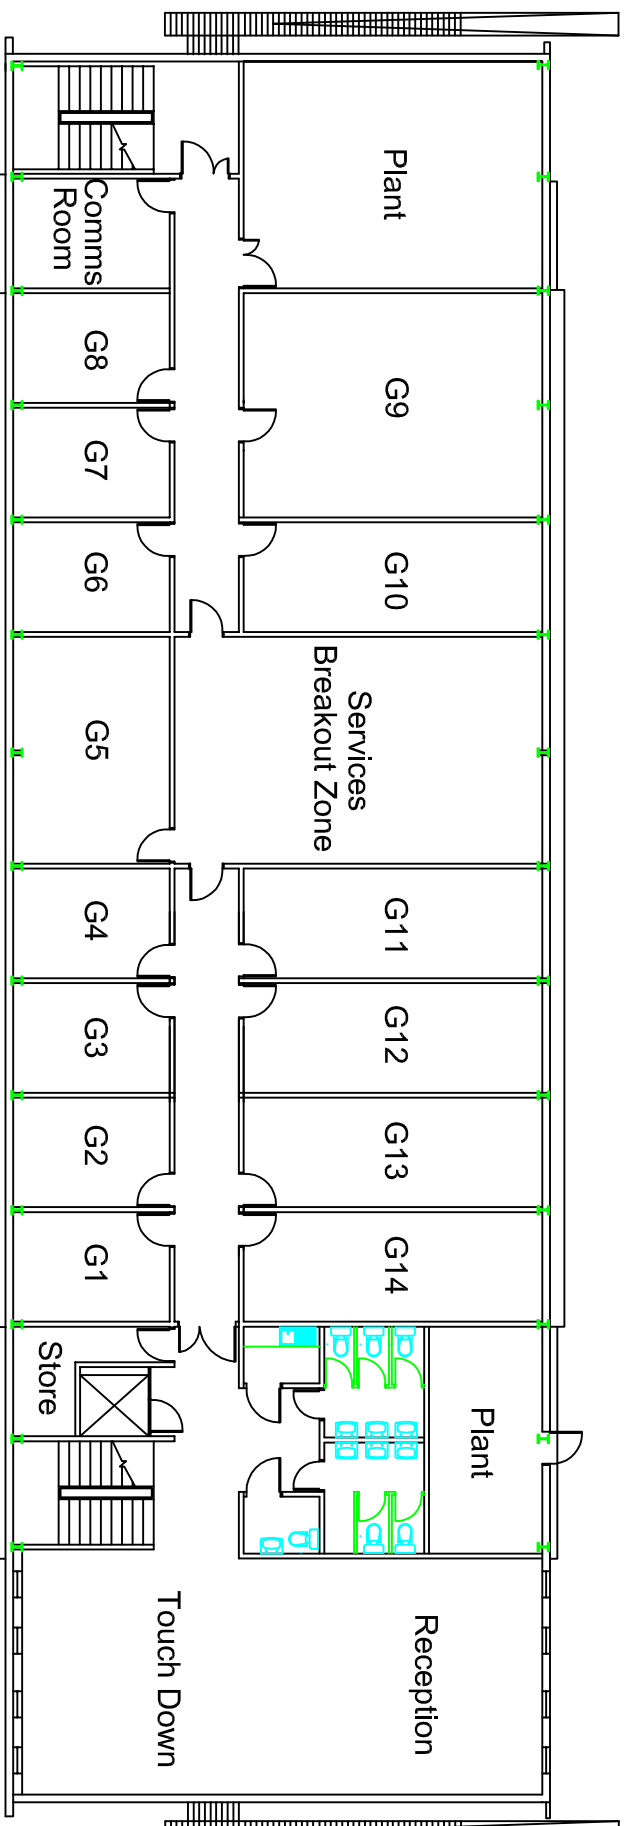 Plant
Comms
Room
G8
G9
G7
G6
G10
Services
Breakout Zone
G5
G4
G11
G3
G12
G2
G13
G1
G14
Store
Plant
Touch Down
Reception